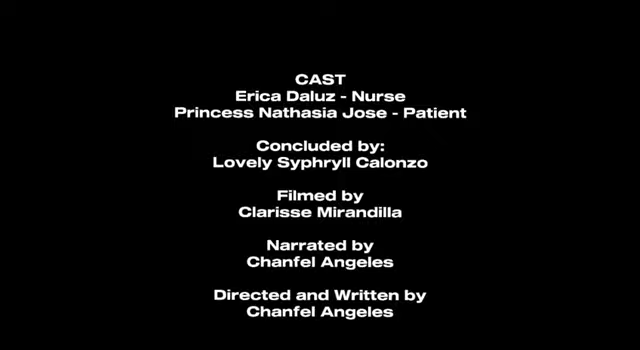 CAST
Erica Daluz - Nurse
Princess Nathasia Jose - Patient
Concluded by:
Lovely Syphryll Calonzo
Filmed by
Clarisse Mirandilla
Narrated by
Chanfel Angeles
Directed and Written by
Chanfel Angeles